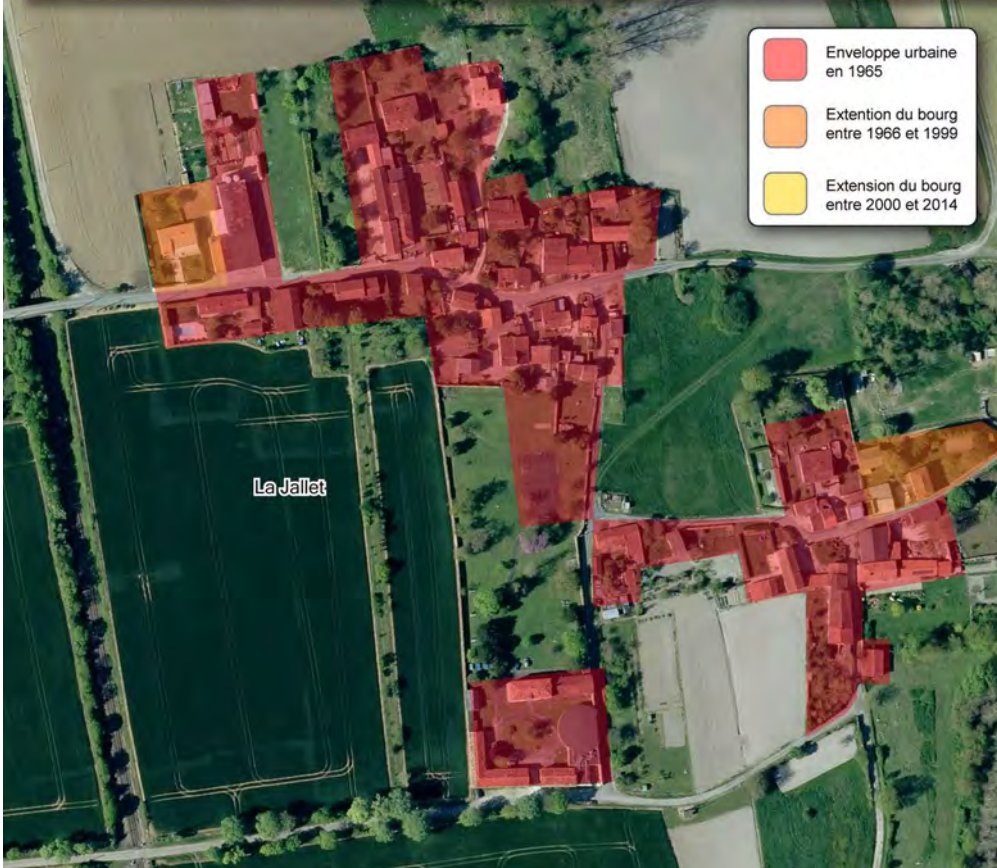 Enveloppe urbaine
en 1965
Extention du bourg
entre 1966 et 1999
Extension du bourg
entre 2000 et 2014
La Jallet